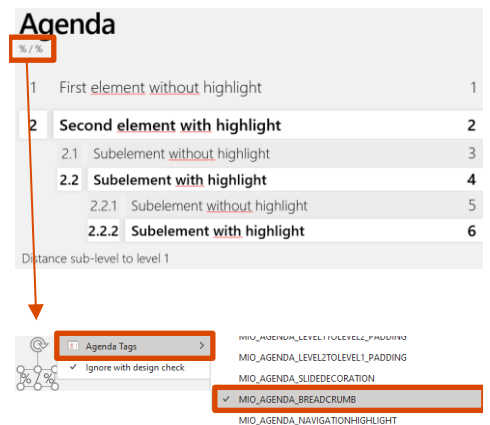 Agenda
% / %
1 First element without highlight 1
2 Second element with highlight 2
2.1 Subelement without highlight 3
2.2 Subelement with highlight 4
2.2.1 Subelement without highlight 5
2.2.2 Subelement with highlight 6
Distance sub-level to level 1
MIO_AGENDA_LEVEL1TOLEVEL2_PADDING
Agenda Tags >
MIO_AGENDA_LEVEL2TOLEVEL1_PADDING
✓ Ignore with design check
% / %
MIO_AGENDA_SLIDEDECORATION
✓ MIO_AGENDA_BREADCRUMB
MIO_AGENDA_NAVIGATIONHIGHLIGHT